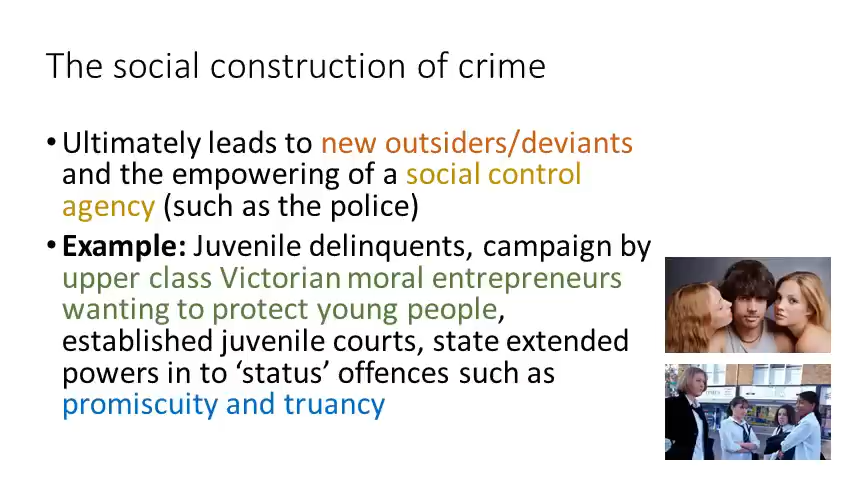 The social construction of crime
• Ultimately leads to new outsiders/deviants
and the empowering of a social control
agency (such as the police)
• Example: Juvenile delinquents, campaign by
upper class Victorian moral entrepreneurs
wanting to protect young people,
established juvenile courts, state extended
powers in to ‘status’ offences such as
promiscuity and truancy